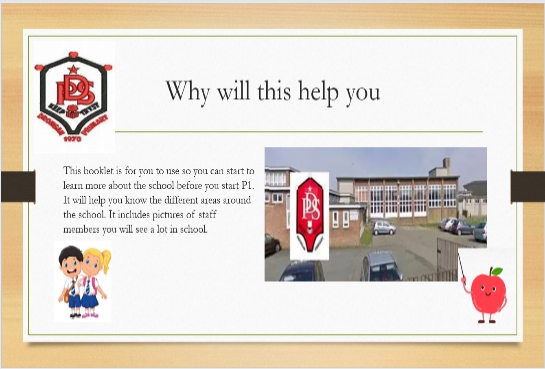 Why will this help you
This booklet is for you to use so you can start to
learn more about the school before you start P1.
It will help you know the different areas around
the school. It includes pictures of staff
members you will see a lot in school.